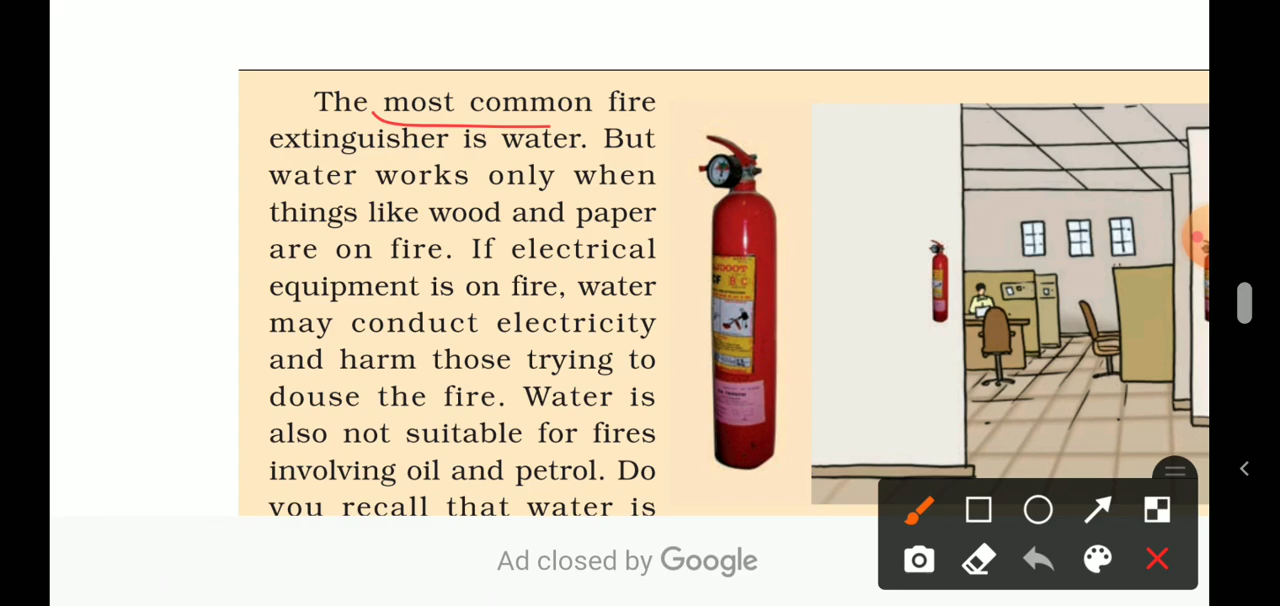 The most common fire
extinguisher is water. But
water works only when
things like wood and paper
are on fire. If electrical
equipment is on fire, water
may conduct electricity
and harm those trying to
douse the fire. Water is
also not suitable for fires
involving oil and petrol. Do
you recall that water is
B C
Ad closed by Google